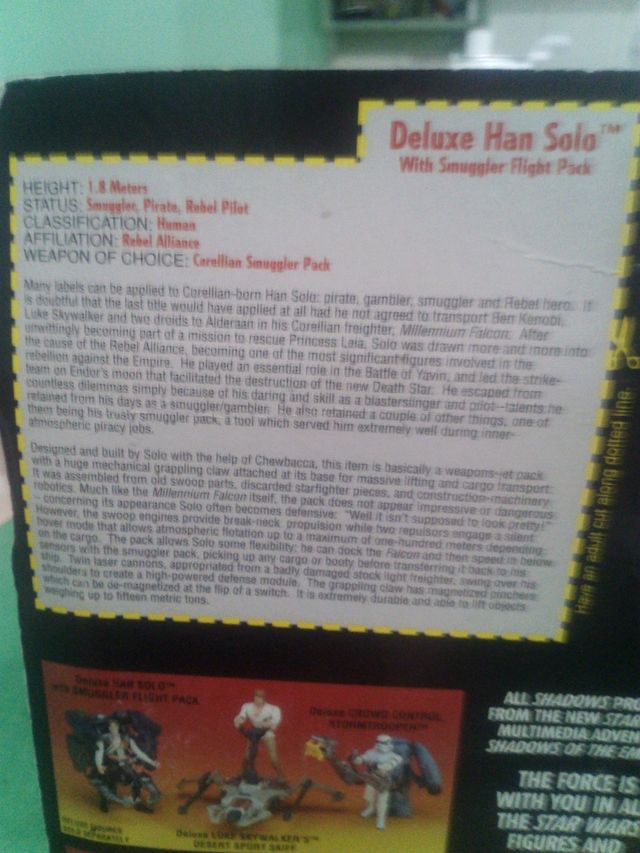 Deluxe Han Solo™
With Smuggler Flight Pack
HEIGHT: 1.8 Meters
STATUS: Smuggler, Pirate, Rebel Pilot
CLASSIFICATION: Human
AFFILIATION: Rebel Alliance
WEAPON OF CHOICE: Corellian Smuggler Pack
Many labels can be applied to Corellian-born Han Solo: pirate, gambler, smuggler and Rebel hero. It
is doubtful that the last title would have applied at all had he not agreed to transport Ben Kenobi,
Luke Skywalker and two droids to Alderaan in his Corellian freighter, Millennium Falcon. After
unwittingly becoming part of a mission to rescue Princess Leia, Solo was drawn more and more into
the cause of the Rebel Alliance, becoming one of the most significant figures involved in the
rebellion against the Empire. He played an essential role in the Battle of Yavin, and led the strike-
team on Endor's moon that facilitated the destruction of the new Death Star. He escaped from
countless dilemmas simply because of his daring and skill as a blasterslinger and pilot--talents he
retained from his days as a smuggler/gambler. He also retained a couple of other things, one of
them being his trusty smuggler pack, a tool which served him extremely well during inner-
atmospheric piracy jobs.
Designed and built by Solo with the help of Chewbacca, this item is basically a weapons-jet pack
with a huge mechanical grappling claw attached at its base for massive lifting and cargo transport.
It was assembled from old swoop parts, discarded starfighter pieces, and construction-machinery
robotics. Much like the Millennium Falcon itself, the pack does not appear impressive or dangerous
-- concerning its appearance Solo often becomes defensive: "Well it isn't supposed to look pretty!"
However, the swoop engines provide break-neck propulsion while two repulsors engage a silent
hover mode that allows atmospheric flotation up to a maximum of one-hundred meters depending
on the cargo. The pack allows Solo some flexibility; he can dock the Falcon and then speed in below
sensors with the smuggler pack, picking up any cargo or booty before transferring it back to his
ship. Twin laser cannons, appropriated from a badly damaged stock light freighter, swing over his
shoulders to create a high-powered defense module. The grappling claw has magnetized pinchers
which can be de-magnetized at the flip of a switch. It is extremely durable and able to lift objects
weighing up to fifteen metric tons.
Have an adult cut along dotted line.
Deluxe HAN SOLO™
WITH SMUGGLER FLIGHT PACK
Deluxe CROWD CONTROL
STORMTROOPER™
DELUXE FIGURES
SOLD SEPARATELY
Deluxe LUKE SKYWALKER'S™
DESERT SPORT SKIFF
ALL SHADOWS
FROM THE NEW
MULTIMEDIA
SHADOWS OF THE
THE FORCE IS
WITH YOU IN
THE STAR WARS
FIGURES AND